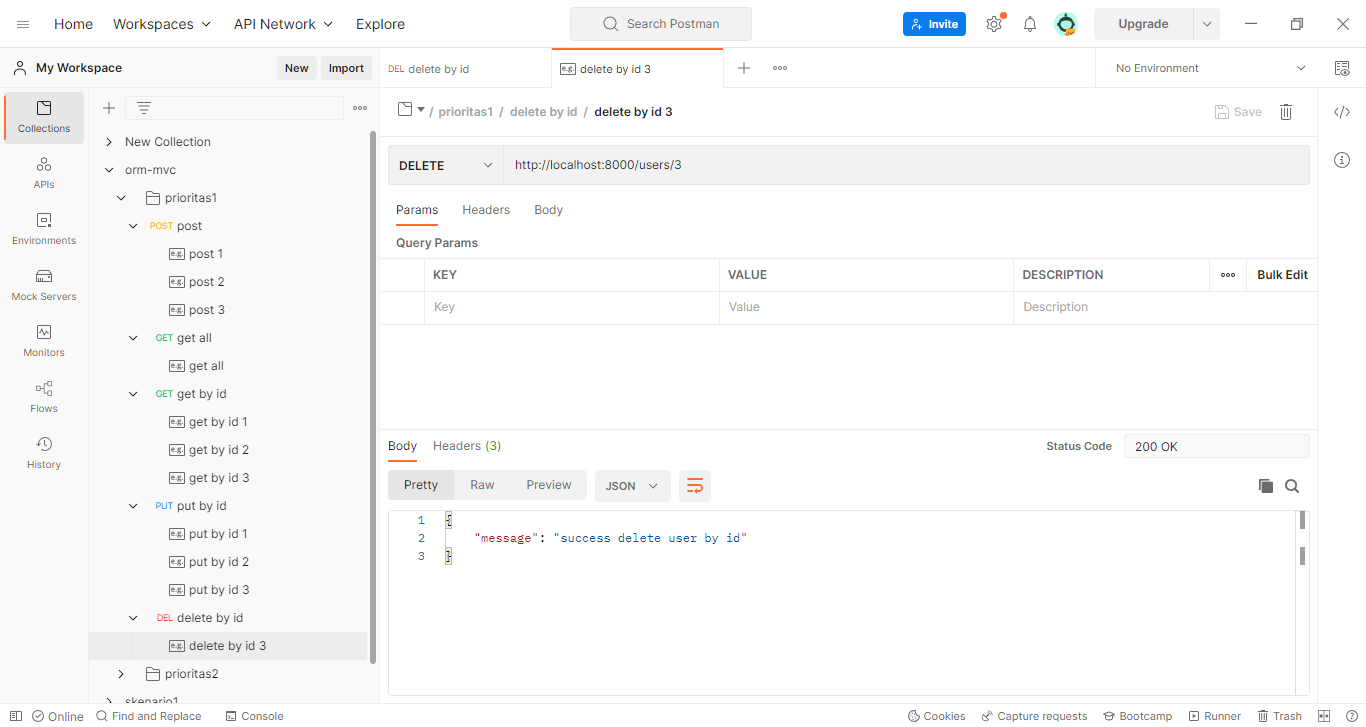 Home Workspaces API Network Explore Search Postman Invite Upgrade
My Workspace New Import DEL delete by id e.g. delete by id 3 No Environment
Collections
APIs
Environments
Mock Servers
Monitors
Flows
History
New Collection
orm-mvc
prioritas1
POST post
e.g. post 1
e.g. post 2
e.g. post 3
GET get all
e.g. get all
GET get by id
e.g. get by id 1
e.g. get by id 2
e.g. get by id 3
PUT put by id
e.g. put by id 1
e.g. put by id 2
e.g. put by id 3
DEL delete by id
e.g. delete by id 3
prioritas2
skenario1
/ prioritas1 / delete by id / delete by id 3 Save
DELETE http://localhost:8000/users/3
Params Headers Body
Query Params
KEY VALUE DESCRIPTION Bulk Edit
Key Value Description
Body Headers (3) Status Code 200 OK
Pretty Raw Preview JSON
1 {
2 "message": "success delete user by id"
3 }
Online Find and Replace Console Cookies Capture requests Bootcamp Runner Trash